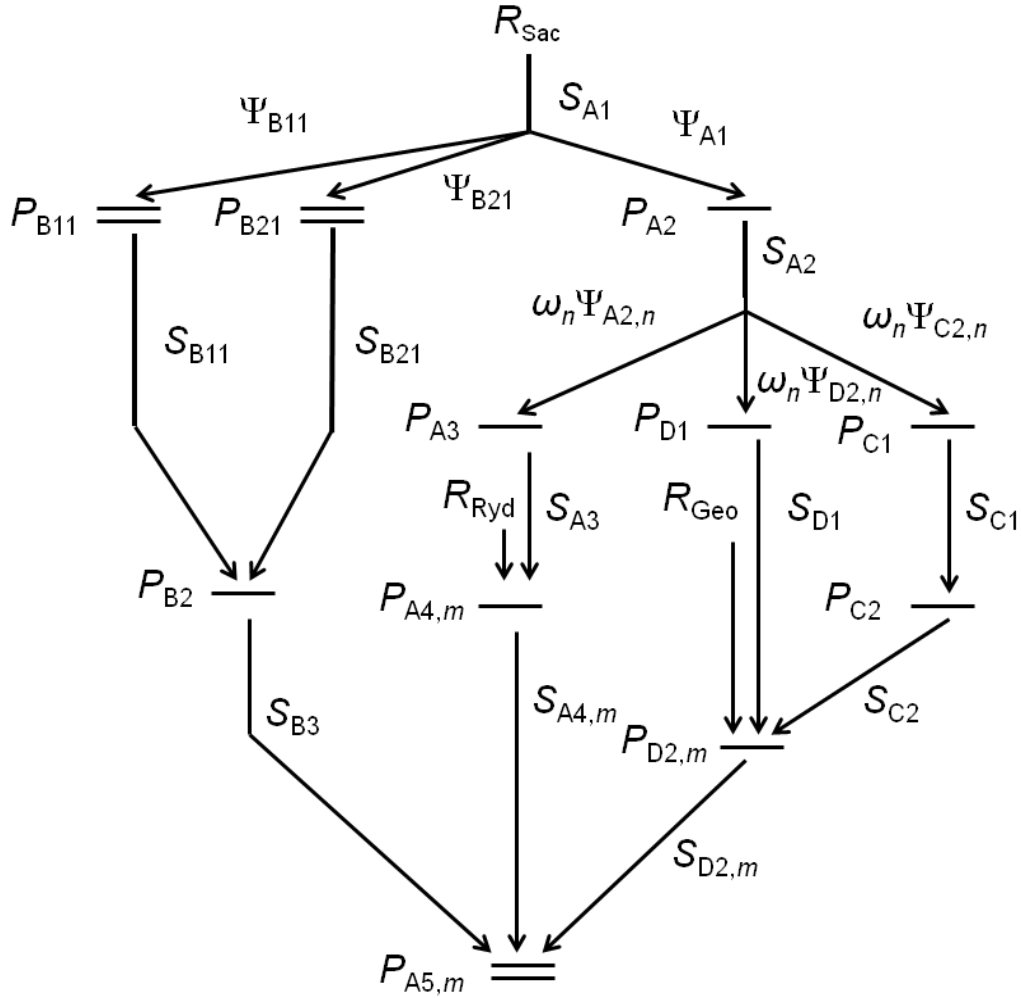 R_Sac
S_A1
Ψ_B11
Ψ_A1
Ψ_B21
P_B11
P_B21
P_A2
S_A2
ω_nΨ_A2,n
ω_nΨ_C2,n
S_B11
S_B21
ω_nΨ_D2,n
P_A3
P_D1
P_C1
R_Ryd
S_A3
R_Geo
S_D1
S_C1
P_B2
P_A4,m
P_C2
S_B3
S_A4,m
S_C2
P_D2,m
S_D2,m
P_A5,m